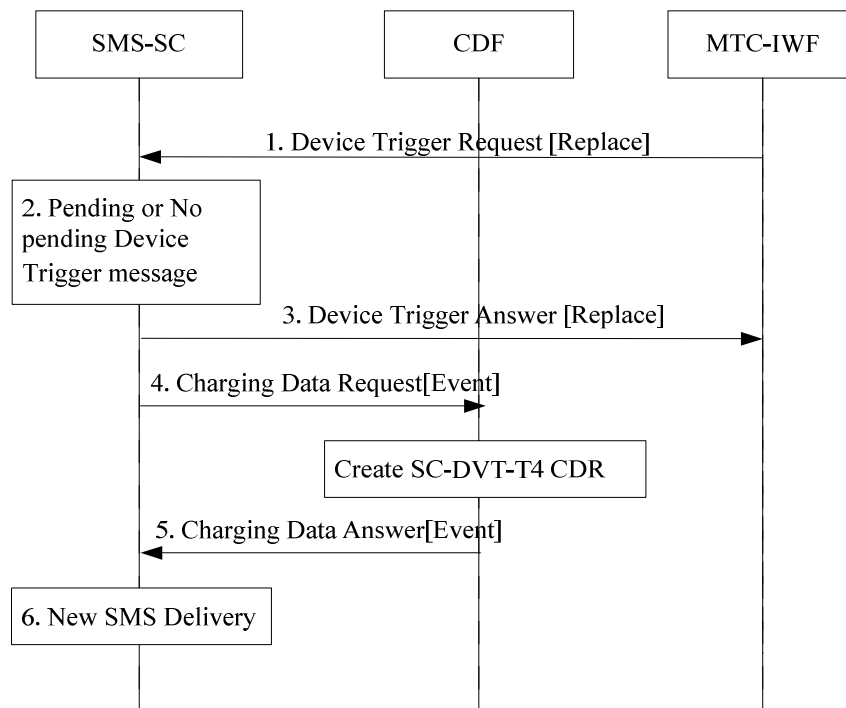 SMS-SC
CDF
MTC-IWF
1. Device Trigger Request [Replace]
2. Pending or No
pending Device
Trigger message
3. Device Trigger Answer [Replace]
4. Charging Data Request[Event]
Create SC-DVT-T4 CDR
5. Charging Data Answer[Event]
6. New SMS Delivery